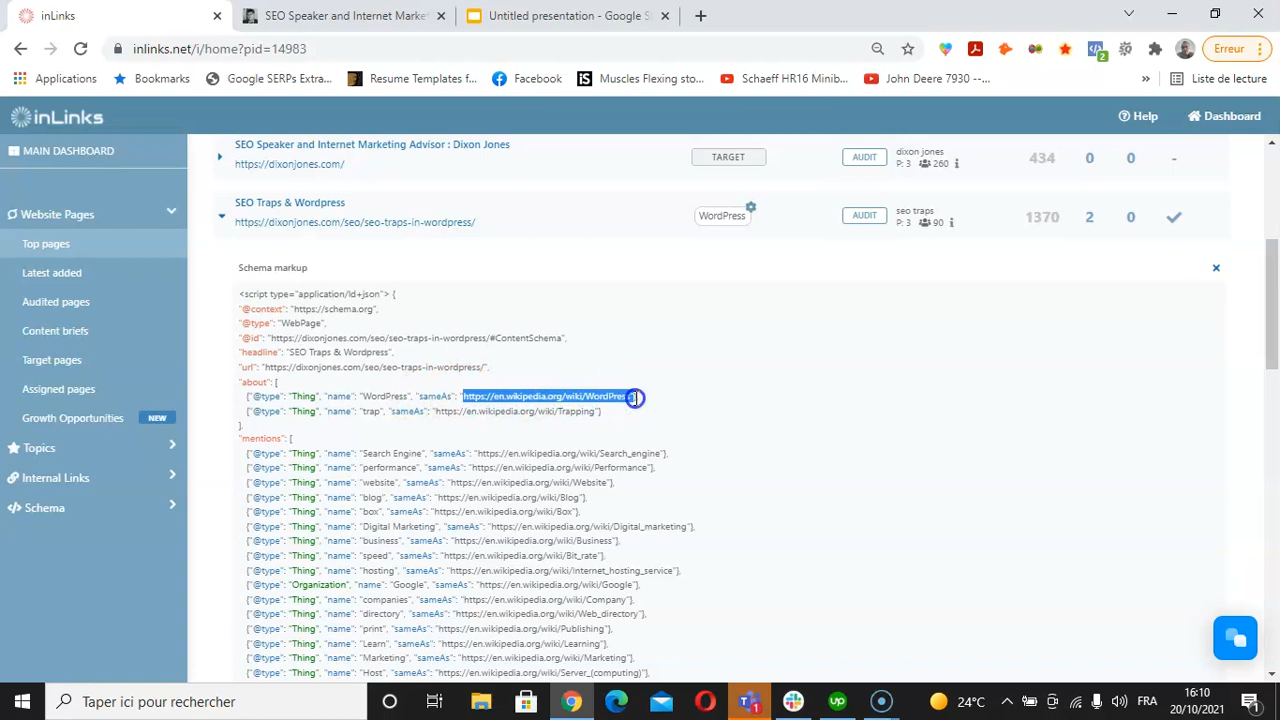 inLinks
SEO Speaker and Internet Market
Untitled presentation - Google S
inlinks.net/i/home?pid=14983
Erreur
2
Applications
Bookmarks
Google SERPs Extra...
Resume Templates f...
Facebook
iS
Muscles Flexing sto...
Schaeff HR16 Minib...
John Deere 7930 -...
»
Liste de lecture
inLinks
Help
Dashboard
MAIN DASHBOARD
Website Pages
Top pages
Latest added
Audited pages
Content briefs
Target pages
Assigned pages
Growth Opportunities
NEW
Topics
Internal Links
Schema
SEO Speaker and Internet Marketing Advisor : Dixon Jones
https://dixonjones.com/
TARGET
AUDIT
dixon jones
P: 3 260
434 0 0 -
SEO Traps & Wordpress
https://dixonjones.com/seo/seo-traps-in-wordpress/
WordPress
AUDIT
seo traps
P: 3 90
1370 2 0
Schema markup
<script type="application/ld+json"> {
"@context": "https://schema.org",
"@type": "WebPage",
"@id": "https://dixonjones.com/seo/seo-traps-in-wordpress/#ContentSchema",
"headline": "SEO Traps & Wordpress",
"url": "https://dixonjones.com/seo/seo-traps-in-wordpress/",
"about": [
{"@type": "Thing", "name": "WordPress", "sameAs": "https://en.wikipedia.org/wiki/WordPress"},
{"@type": "Thing", "name": "trap", "sameAs": "https://en.wikipedia.org/wiki/Trapping"}
],
"mentions": [
{"@type": "Thing", "name": "Search Engine", "sameAs": "https://en.wikipedia.org/wiki/Search_engine"},
{"@type": "Thing", "name": "performance", "sameAs": "https://en.wikipedia.org/wiki/Performance"},
{"@type": "Thing", "name": "website", "sameAs": "https://en.wikipedia.org/wiki/Website"},
{"@type": "Thing", "name": "blog", "sameAs": "https://en.wikipedia.org/wiki/Blog"},
{"@type": "Thing", "name": "box", "sameAs": "https://en.wikipedia.org/wiki/Box"},
{"@type": "Thing", "name": "Digital Marketing", "sameAs": "https://en.wikipedia.org/wiki/Digital_marketing"},
{"@type": "Thing", "name": "business", "sameAs": "https://en.wikipedia.org/wiki/Business"},
{"@type": "Thing", "name": "speed", "sameAs": "https://en.wikipedia.org/wiki/Bit_rate"},
{"@type": "Thing", "name": "hosting", "sameAs": "https://en.wikipedia.org/wiki/Internet_hosting_service"},
{"@type": "Organization", "name": "Google", "sameAs": "https://en.wikipedia.org/wiki/Google"},
{"@type": "Thing", "name": "companies", "sameAs": "https://en.wikipedia.org/wiki/Company"},
{"@type": "Thing", "name": "directory", "sameAs": "https://en.wikipedia.org/wiki/Web_directory"},
{"@type": "Thing", "name": "print", "sameAs": "https://en.wikipedia.org/wiki/Publishing"},
{"@type": "Thing", "name": "Learn", "sameAs": "https://en.wikipedia.org/wiki/Learning"},
{"@type": "Thing", "name": "Marketing", "sameAs": "https://en.wikipedia.org/wiki/Marketing"},
{"@type": "Thing", "name": "Host", "sameAs": "https://en.wikipedia.org/wiki/Server_(computing)"},
Taper ici pour rechercher
24°C
FRA
16:10
20/10/2021